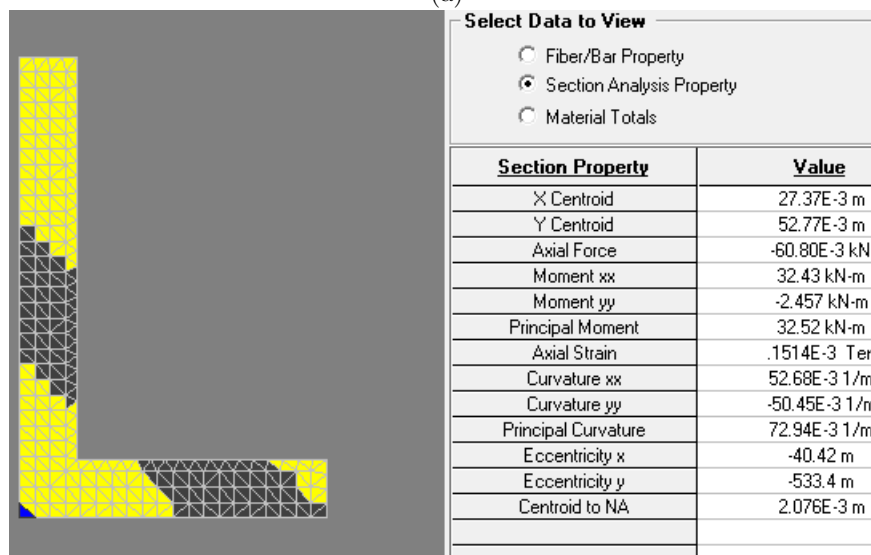 (a)
Select Data to View
Fiber/Bar Property
Section Analysis Property
Material Totals
Section Property Value
X Centroid 27.37E-3 m
Y Centroid 52.77E-3 m
Axial Force -60.80E-3 kN
Moment xx 32.43 kN-m
Moment yy -2.457 kN-m
Principal Moment 32.52 kN-m
Axial Strain .1514E-3 Ter
Curvature xx 52.68E-3 1/m
Curvature yy -50.45E-3 1/m
Principal Curvature 72.94E-3 1/m
Eccentricity x -40.42 m
Eccentricity y -533.4 m
Centroid to NA 2.076E-3 m